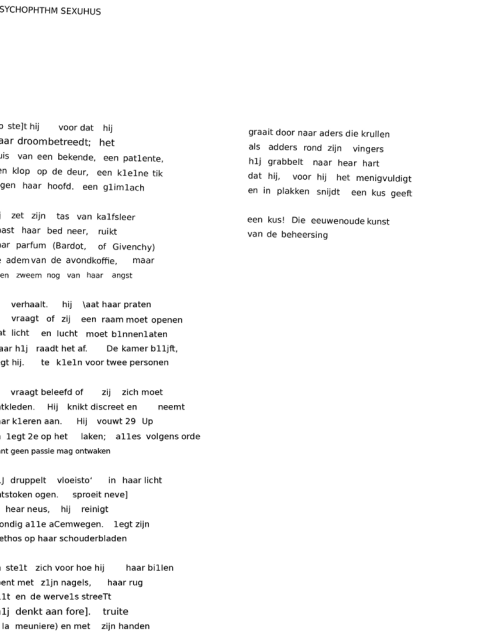 SYCHOPHTHM SEXUHUS
o ste]t hij voor dat hij
aar droombetreedt; het
uis van een bekende, een pat1ente,
en klop op de deur, een k1e1ne tik
gen haar hoofd. een g1im1ach
j zet zijn tas van ka1fsleer
aast haar bed neer, ruikt
aar parfum (Bardot, of Givenchy)
e adem van de avondkoffie, maar
en zweem nog van haar angst
verhaalt. hij \aat haar praten
vraagt of zij een raam moet openen
at licht en lucht moet b1nnen1aten
aar h1j raadt het af. De kamer b11jft,
gt hij. te k1e1n voor twee personen
vraagt beleefd of zij zich moet
tkleden. Hij knikt discreet en neemt
ar k1eren aan. Hij vouwt 29 Up
1egt 2e op het laken; a11es volgens orde
nt geen passie mag ontwaken
1j druppelt vloeisto' in haar licht
tstoken ogen. sproeit neve]
hear neus, hij reinigt
ondig a11e aCemwegen. 1egt zijn
ethos op haar schouderbladen
ste1t zich voor hoe hij haar bi1len
ent met z1jn nagels, haar rug
11t en de werve1s streeTt
1j denkt aan fore]. truite
la meuniere) en met zijn handen
graait door naar aders die krullen
als adders rond zijn vingers
h1j grabbelt naar hear hart
dat hij, voor hij het menigvuldigt
en in plakken snijdt een kus geeft
een kus! Die eeuwenoude kunst
van de beheersing